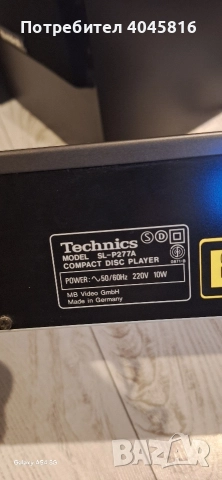 Потребител 4045816
Technics
MODEL SL-P277A
COMPACT DISC PLAYER
POWER: ~50/60Hz 220V 10W
MB Video GmbH
Made in Germany
BAZAR